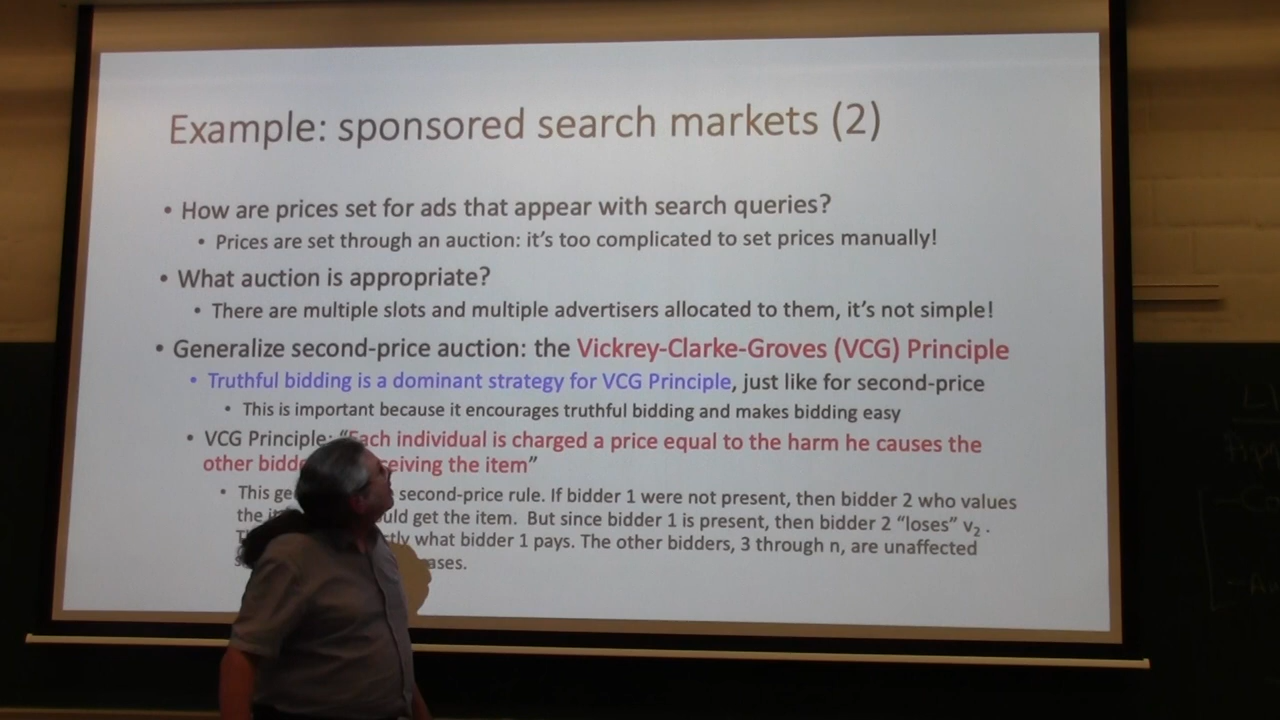 Example: sponsored search markets (2)
• How are prices set for ads that appear with search queries?
• Prices are set through an auction: it's too complicated to set prices manually!
• What auction is appropriate?
• There are multiple slots and multiple advertisers allocated to them, it's not simple!
• Generalize second-price auction: the Vickrey-Clarke-Groves (VCG) Principle
• Truthful bidding is a dominant strategy for VCG Principle, just like for second-price
• This is important because it encourages truthful bidding and makes bidding easy
• VCG Principle: "Each individual is charged a price equal to the harm he causes the
other the item"
• This second-price rule. If bidder 1 were not present, then bidder 2 who values
the get the item. But since bidder 1 is present, then bidder 2 "loses" v₂ .
what bidder 1 pays. The other bidders, 3 through n, are unaffected